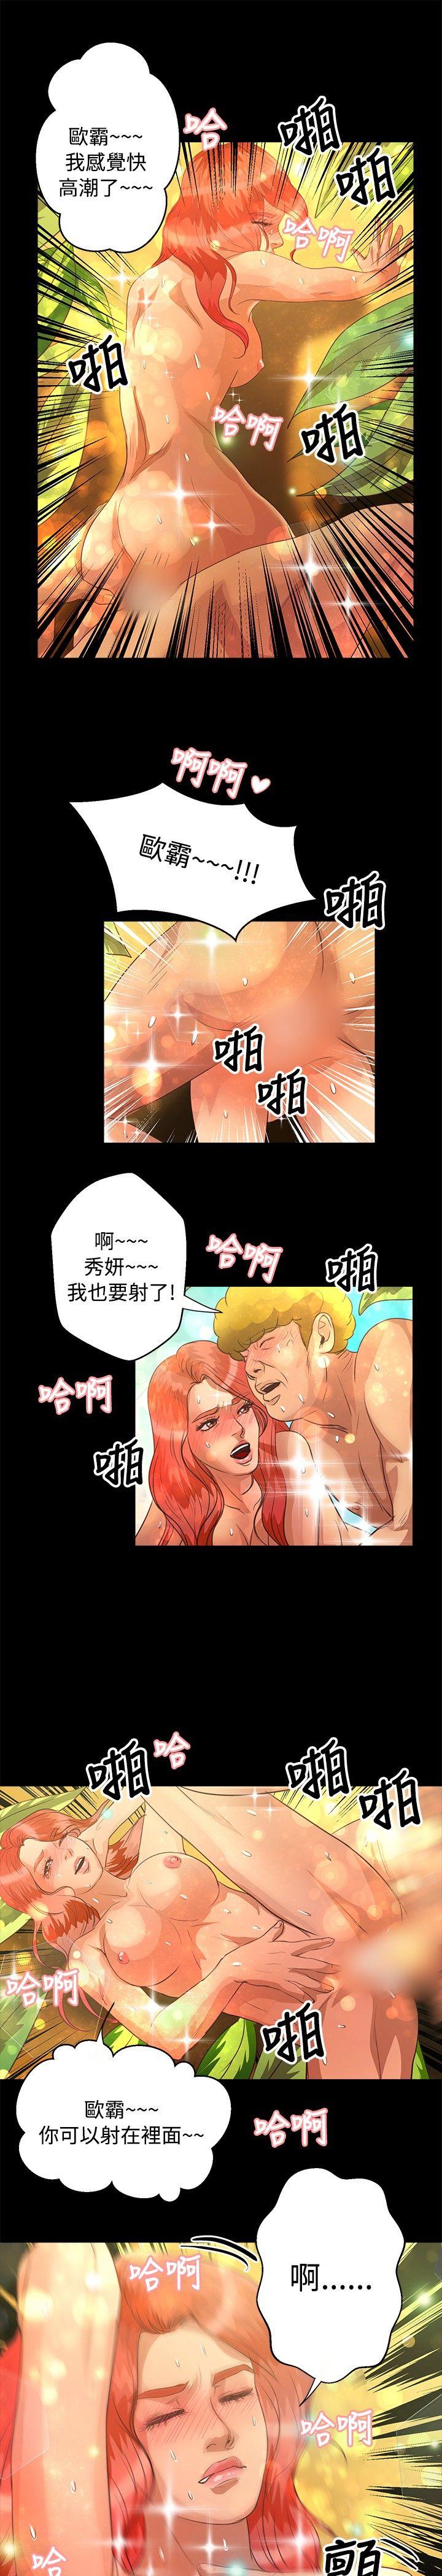 歐霸~~~
我感覺快
高潮了~~~
哈
啪
啪
哈啊
啪
哈啊
啪
啊啊♥
歐霸~~~!!!
啪
啪
啪
啊~~~
秀妍~~~
我也要射了!
哈啊
啪
哈啊
啪
哈
啪
啪
啪
哈啊
啪
歐霸~~~
你可以射在裡面~~
哈啊
哈啊
啊......
哈啊
哈
顫